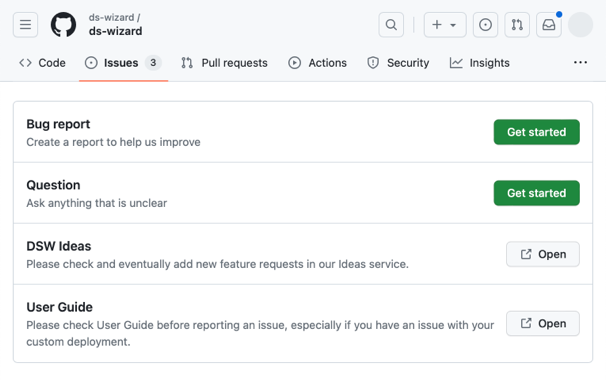 ds-wizard /
ds-wizard
Code
Issues 3
Pull requests
Actions
Security
Insights
Bug report
Create a report to help us improve
Get started
Question
Ask anything that is unclear
Get started
DSW Ideas
Please check and eventually add new feature requests in our Ideas service.
Open
User Guide
Please check User Guide before reporting an issue, especially if you have an issue with your
custom deployment.
Open